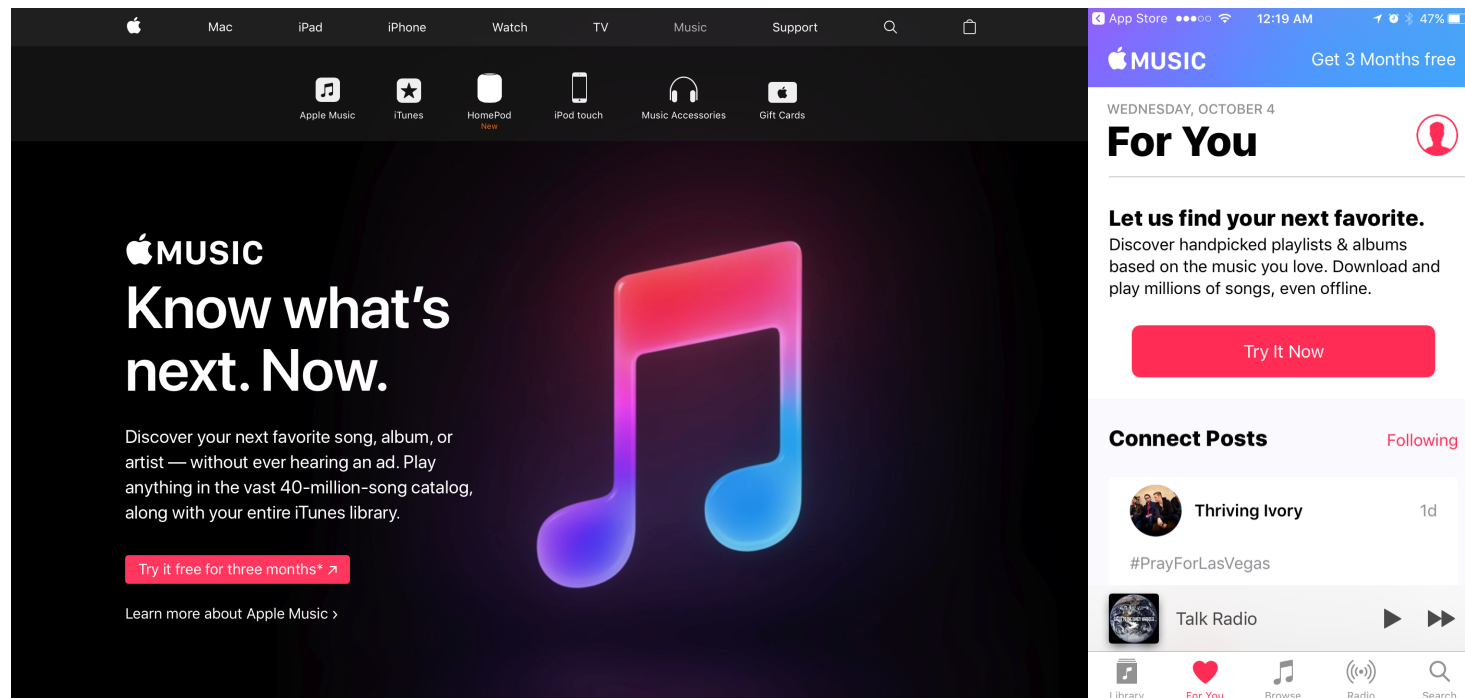 Mac iPad iPhone Watch TV Music Support
Apple Music iTunes HomePod iPod touch Music Accessories Gift Cards
New
MUSIC
Know what's
next. Now.
Discover your next favorite song, album, or
artist — without ever hearing an ad. Play
anything in the vast 40-million-song catalog,
along with your entire iTunes library.
Try it free for three months* ↗
Learn more about Apple Music ›
App Store 12:19 AM 47%
MUSIC Get 3 Months free
WEDNESDAY, OCTOBER 4
For You
Let us find your next favorite.
Discover handpicked playlists & albums
based on the music you love. Download and
play millions of songs, even offline.
Try It Now
Connect Posts Following
Thriving Ivory 1d
#PrayForLasVegas
Talk Radio
Library For You Browse Radio Search